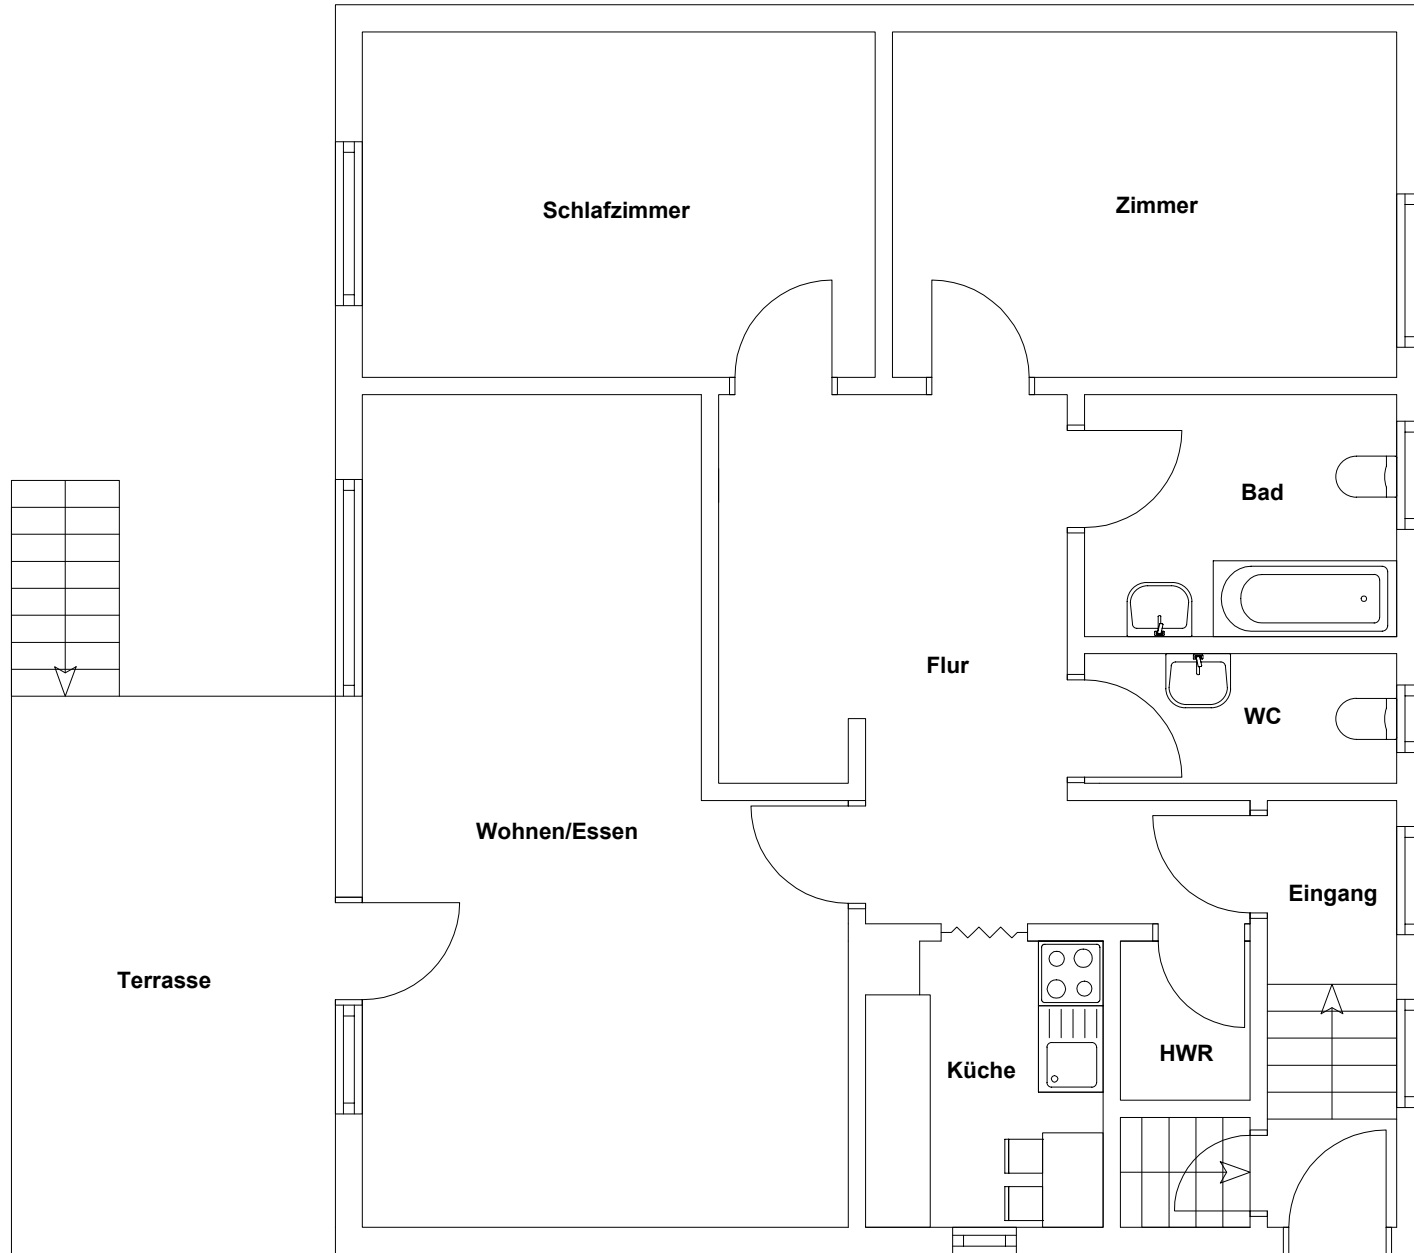 Schlafzimmer
Zimmer
Bad
Flur
WC
Wohnen/Essen
Eingang
Terrasse
Küche
HWR